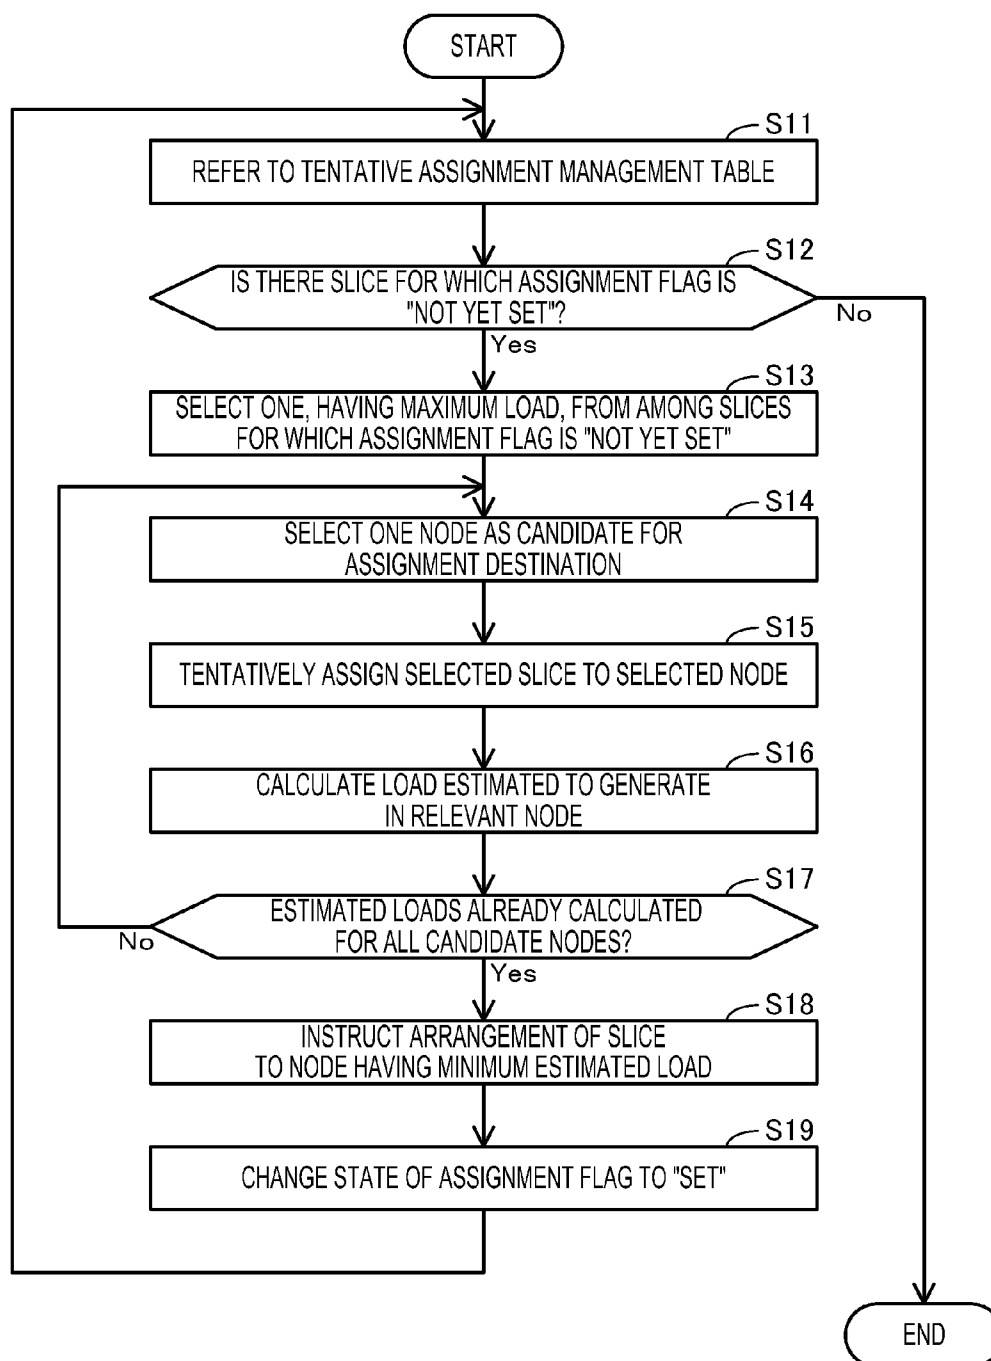 START
S11
REFER TO TENTATIVE ASSIGNMENT MANAGEMENT TABLE
S12
IS THERE SLICE FOR WHICH ASSIGNMENT FLAG IS
"NOT YET SET"?
No
Yes
S13
SELECT ONE, HAVING MAXIMUM LOAD, FROM AMONG SLICES
FOR WHICH ASSIGNMENT FLAG IS "NOT YET SET"
S14
SELECT ONE NODE AS CANDIDATE FOR
ASSIGNMENT DESTINATION
S15
TENTATIVELY ASSIGN SELECTED SLICE TO SELECTED NODE
S16
CALCULATE LOAD ESTIMATED TO GENERATE
IN RELEVANT NODE
S17
ESTIMATED LOADS ALREADY CALCULATED
FOR ALL CANDIDATE NODES?
No
Yes
S18
INSTRUCT ARRANGEMENT OF SLICE
TO NODE HAVING MINIMUM ESTIMATED LOAD
S19
CHANGE STATE OF ASSIGNMENT FLAG TO "SET"
END